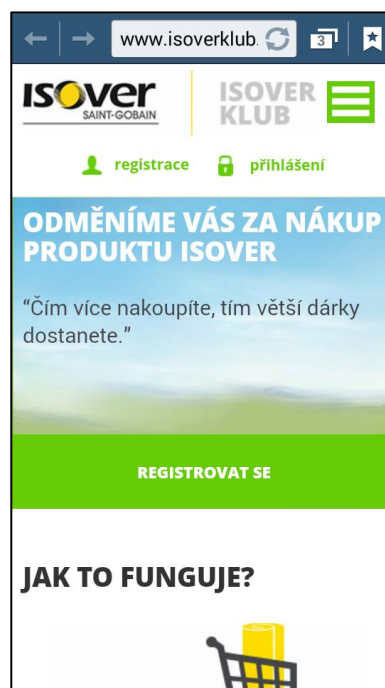 www.isoverklub.
3
isover
SAINT-GOBAIN
ISOVER
KLUB
registrace
přihlášení
ODMĚNÍME VÁS ZA NÁKUP
PRODUKTU ISOVER
“Čím více nakoupíte, tím větší dárky
dostanete.”
REGISTROVAT SE
JAK TO FUNGUJE?